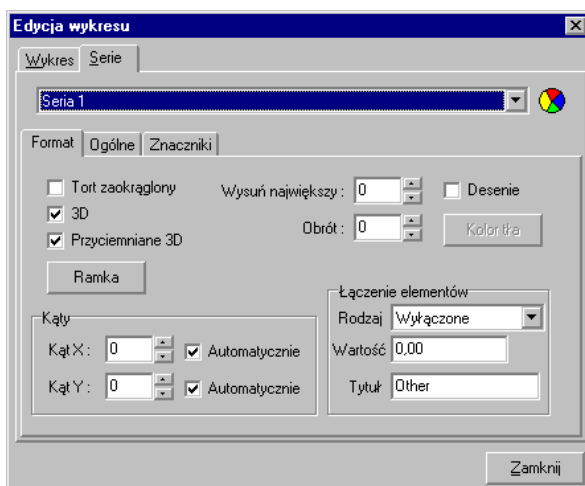 Edycja wykresu
Wykres Serie
Seria 1
Format Ogólne Znaczniki
Tort zaokrąglony Wysuń największy : 0 Desenie
3D Obrót : 0 Kolor tła
Przyciemniane 3D
Ramka
Łączenie elementów
Kąty Rodzaj Wyłączone
Kąt X : 0 Automatycznie Wartość 0,00
Kąt Y : 0 Automatycznie Tytuł Other
Zamknij